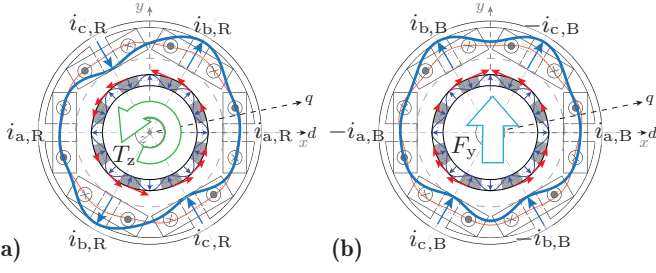 y
i_c,R i_b,R
i_a,R i_a,R
T_z
q
d
x
i_b,R i_c,R
a)
y
i_b,B −i_c,B
−i_a,B i_a,B
F_y
q
d
x
i_c,B −i_b,B
(b)